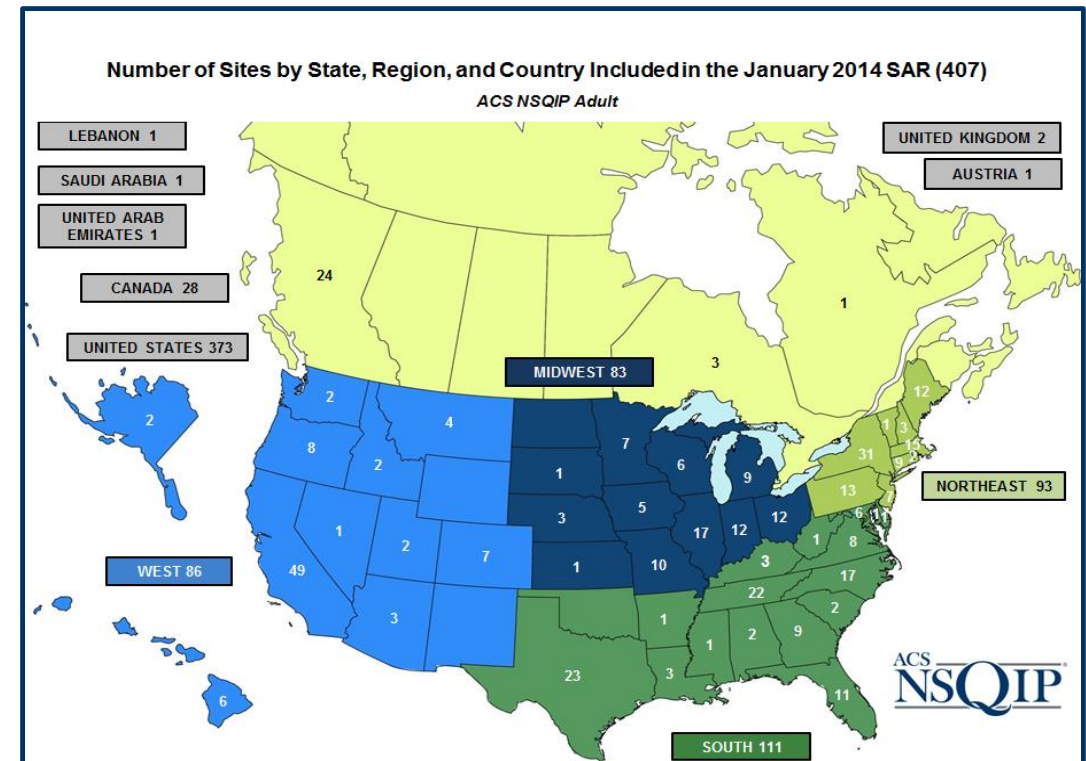 Number of Sites by State, Region, and Country Included in the January 2014 SAR (407)
ACS NSQIP Adult
LEBANON 1
UNITED KINGDOM 2
SAUDI ARABIA 1
AUSTRIA 1
UNITED ARAB
EMIRATES 1
24
CANADA 28
1
UNITED STATES 373
3
MIDWEST 83
2
2
4
12
1
3
7
8
2
6
31
9
1
9
NORTHEAST 93
13
7
3
5
6
1
2
17
12
12
1
8
7
49
1
10
3
WEST 86
17
22
3
1
2
1
2
9
23
3
11
6
ACS
NSQIP
SOUTH 111